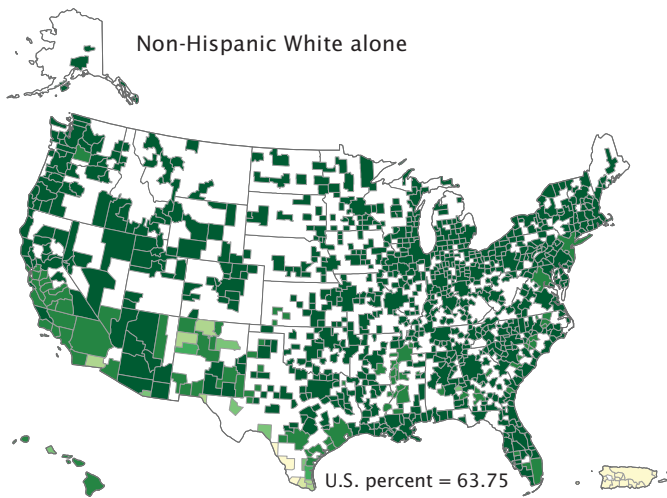 Non-Hispanic White alone
U.S. percent = 63.75